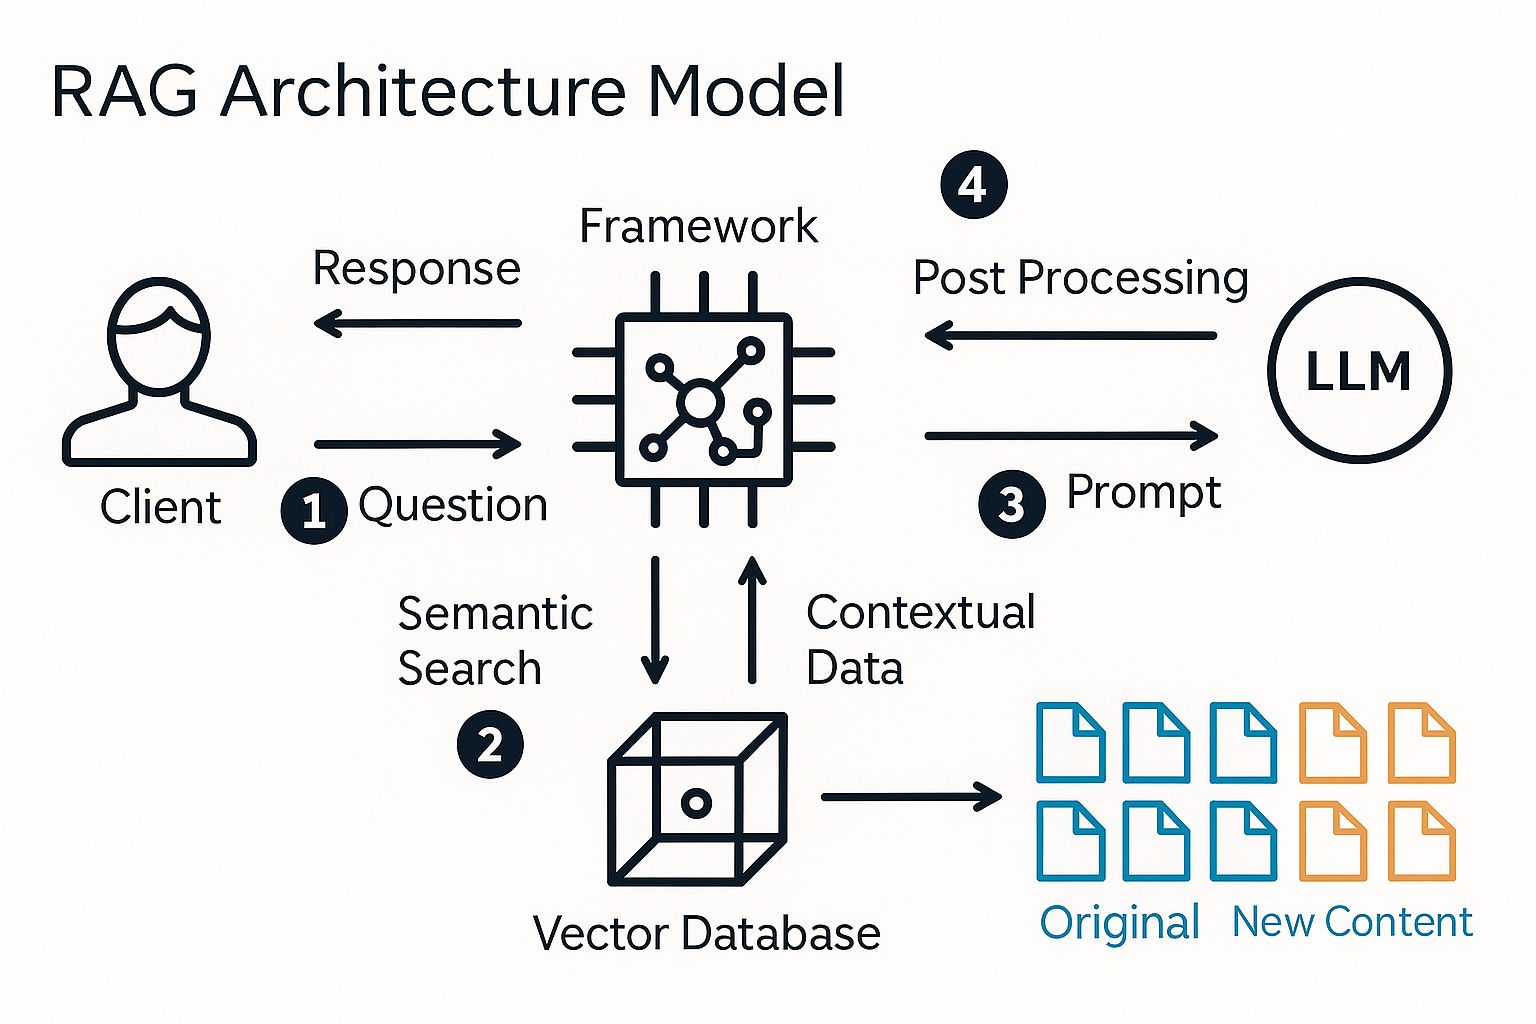 RAG Architecture Model
4
Framework
Response
Post Processing
LLM
Client
1 Question
3 Prompt
Semantic
Search
Contextual
Data
2
Vector Database
Original
New Content